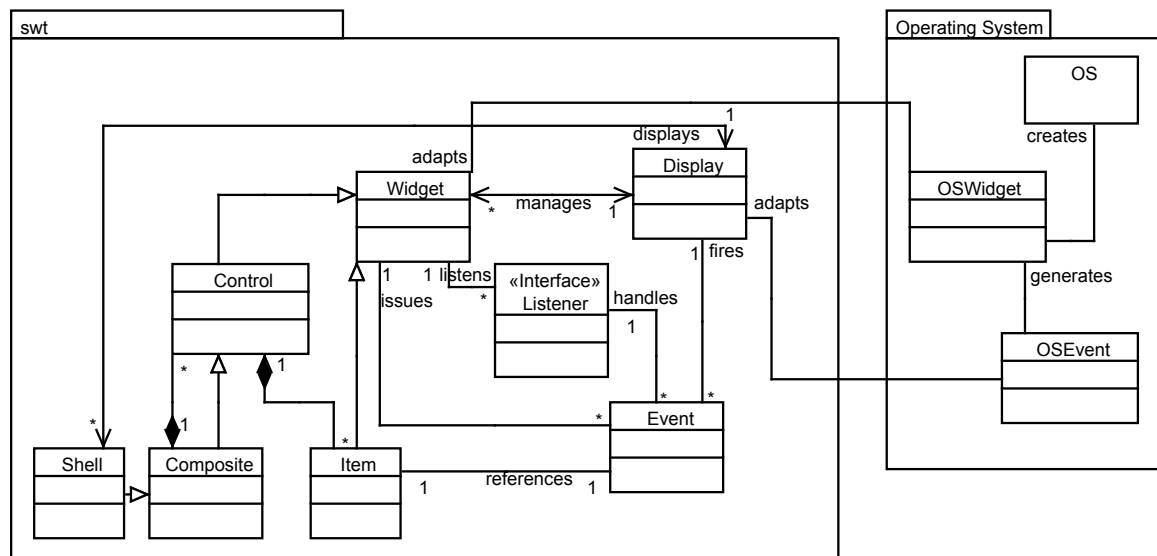 swt
Operating System
OS
1
displays
creates
adapts
Display
Widget
OSWidget
*
manages
1
adapts
1
fires
Control
1
1
listens
generates
issues
*
«Interface»
Listener
handles
1
OSEvent
*
1
*
*
*
Event
*
1
*
Shell
Composite
Item
1
references
1